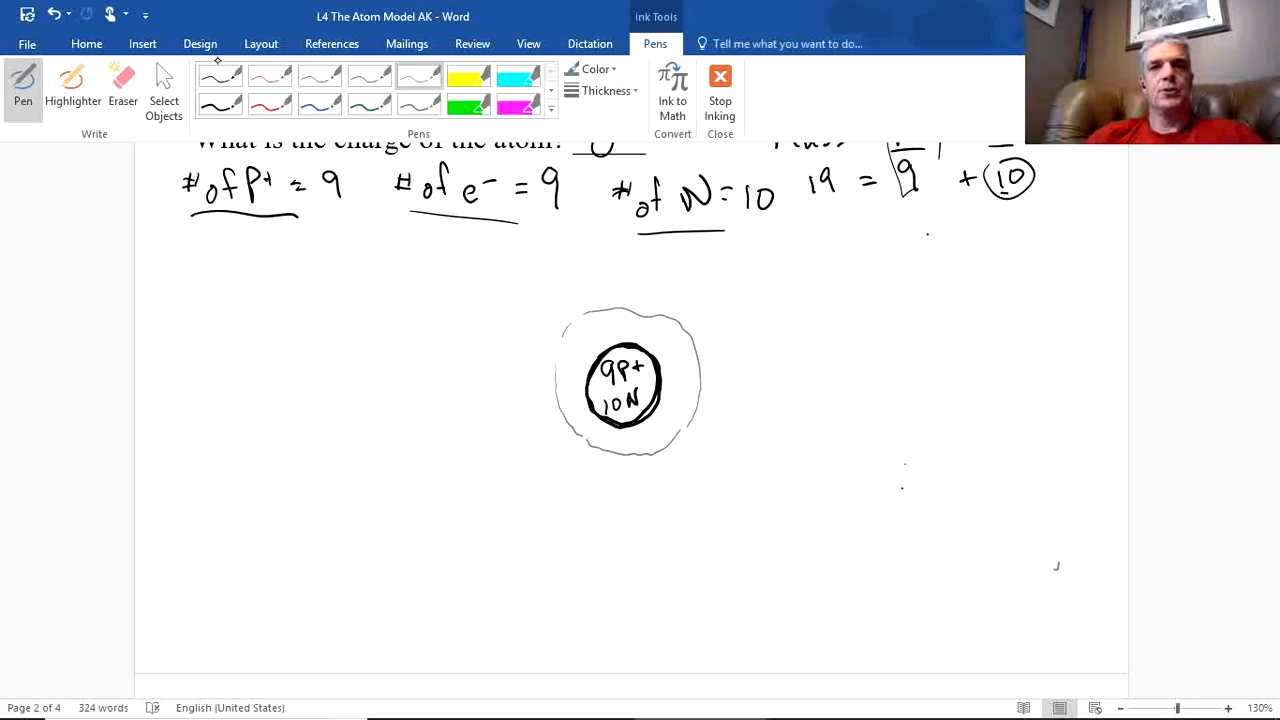 L4 The Atom Model AK - Word
Ink Tools
File Home Insert Design Layout References Mailings Review View Dictation Pens Tell me what you want to do...
Pen Highlighter Eraser Select Objects
Color
Thickness
Ink to Math
Stop Inking
Write Pens Convert Close
What is the charge of the atom? 0
# of P+ = 9 # of e- = 9 # of N = 10 19 = 9 + 10
9P+
10N
Page 2 of 4 324 words English (United States) 130%